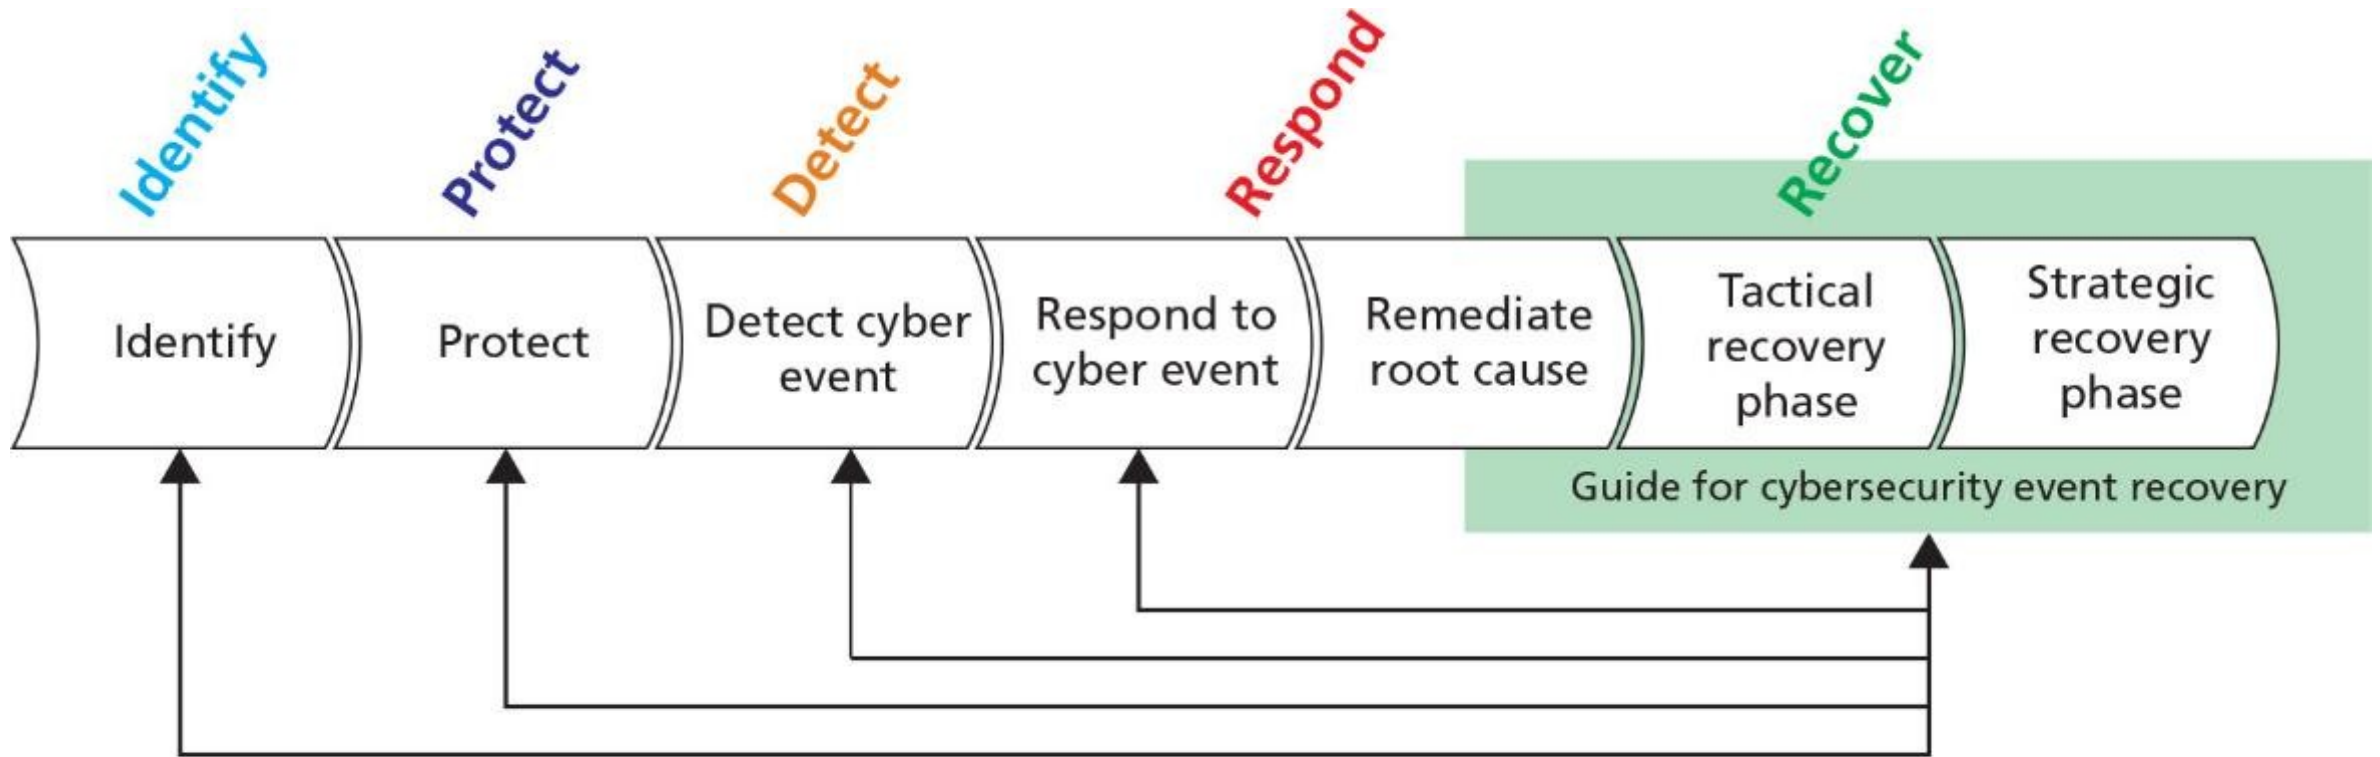 Identify
Protect
Detect
Respond
Recover
Identify
Protect
Detect cyber
event
Respond to
cyber event
Remediate
root cause
Tactical
recovery
phase
Strategic
recovery
phase
Guide for cybersecurity event recovery